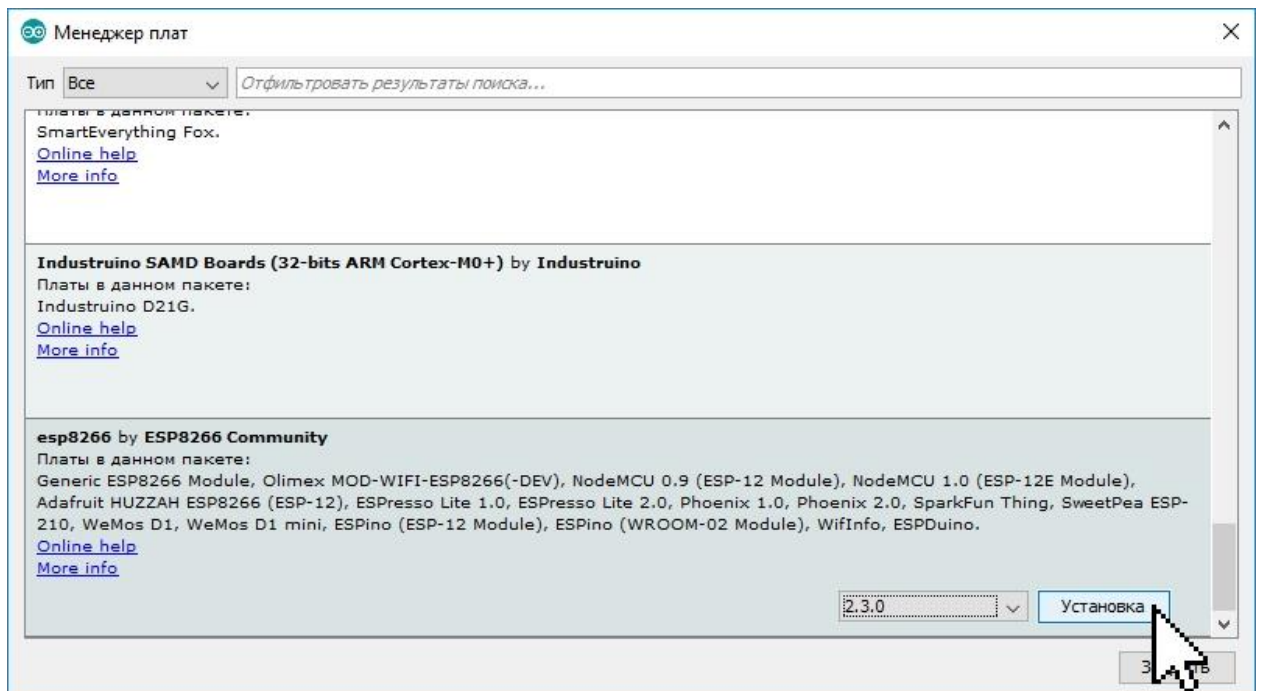 Менеджер плат
Тип Все Отфильтровать результаты поиска...
Платы в данном пакете:
SmartEverything Fox.
Online help
More info
Industruino SAMD Boards (32-bits ARM Cortex-M0+) by Industruino
Платы в данном пакете:
Industruino D21G.
Online help
More info
esp8266 by ESP8266 Community
Платы в данном пакете:
Generic ESP8266 Module, Olimex MOD-WIFI-ESP8266(-DEV), NodeMCU 0.9 (ESP-12 Module), NodeMCU 1.0 (ESP-12E Module),
Adafruit HUZZAH ESP8266 (ESP-12), ESPresso Lite 1.0, ESPresso Lite 2.0, Phoenix 1.0, Phoenix 2.0, SparkFun Thing, SweetPea ESP-
210, WeMos D1, WeMos D1 mini, ESPino (ESP-12 Module), ESPino (WROOM-02 Module), WifInfo, ESPDuino.
Online help
More info
2.3.0 Установка